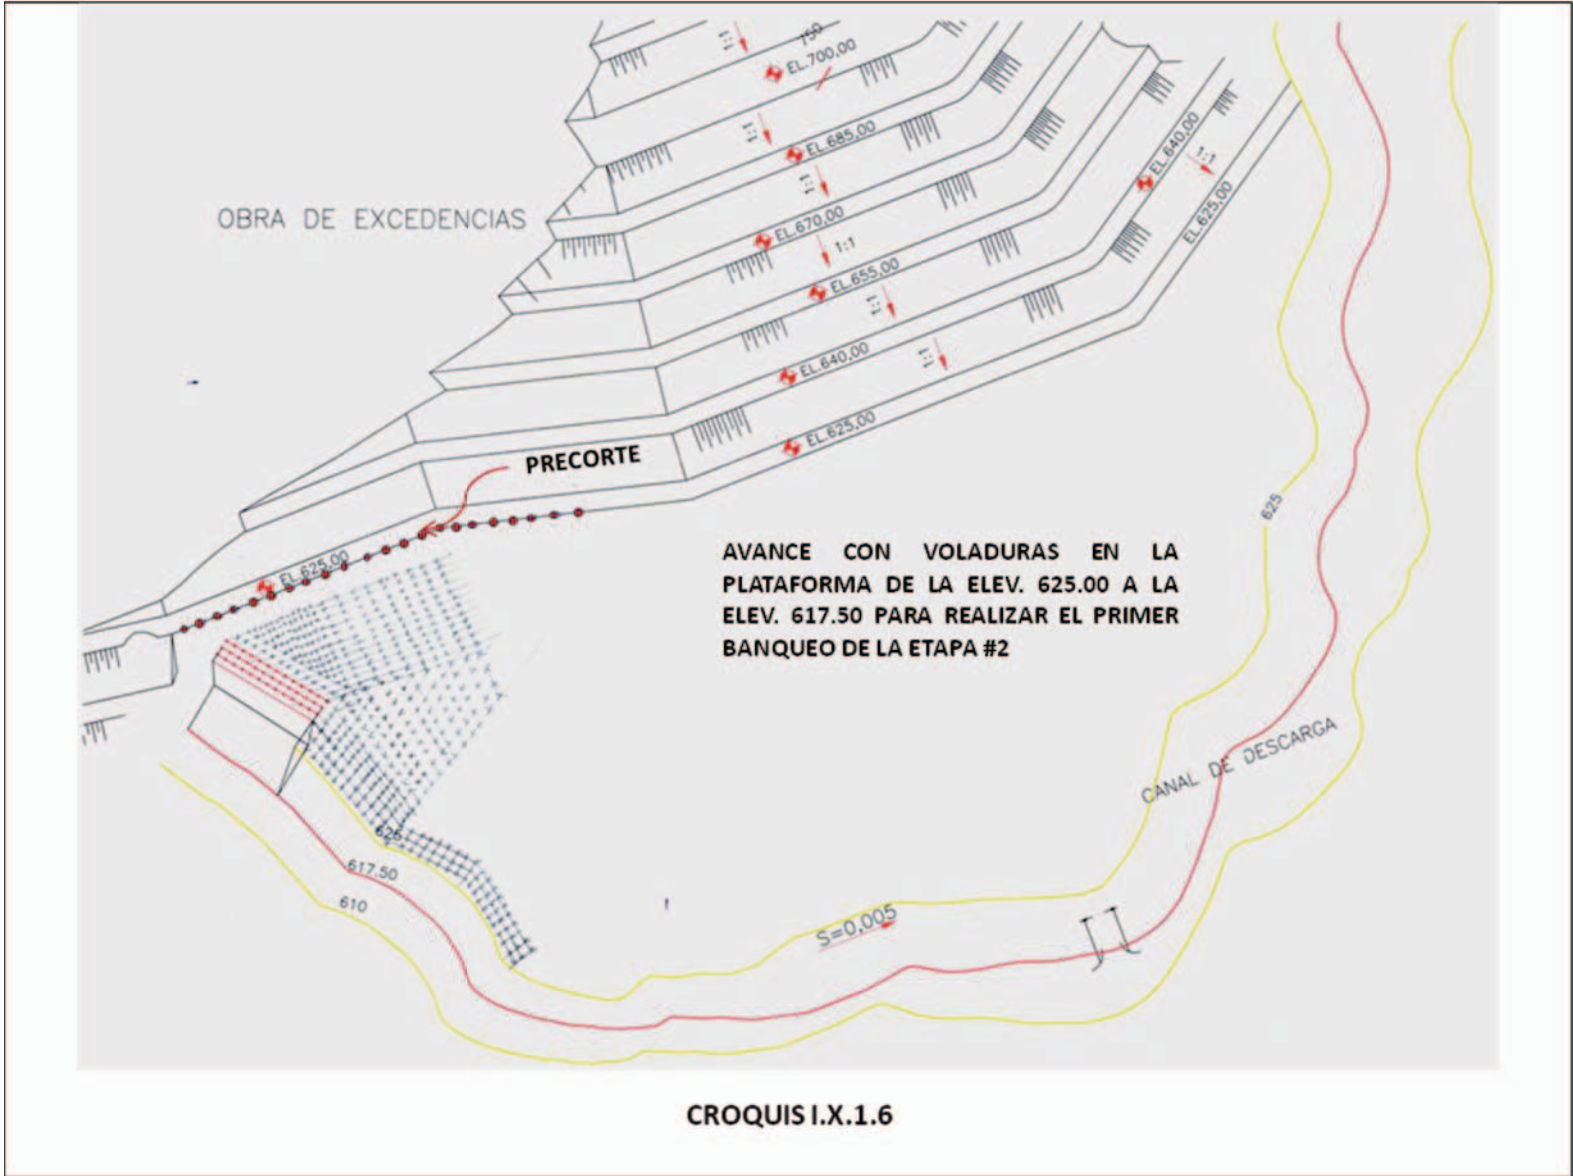 750
1:1
EL.700,00
1:1
EL.685,00
EL.640,00
1:1
1:1
OBRA DE EXCEDENCIAS
EL.670,00
EL.625,00
1:1
EL.655,00
1:1
EL.640,00
1:1
EL.625,00
PRECORTE
625
EL.625,00
AVANCE CON VOLADURAS EN LA
PLATAFORMA DE LA ELEV. 625.00 A LA
ELEV. 617.50 PARA REALIZAR EL PRIMER
BANQUEO DE LA ETAPA #2
CANAL DE DESCARGA
625
617.50
610
S=0,005
CROQUIS I.X.1.6